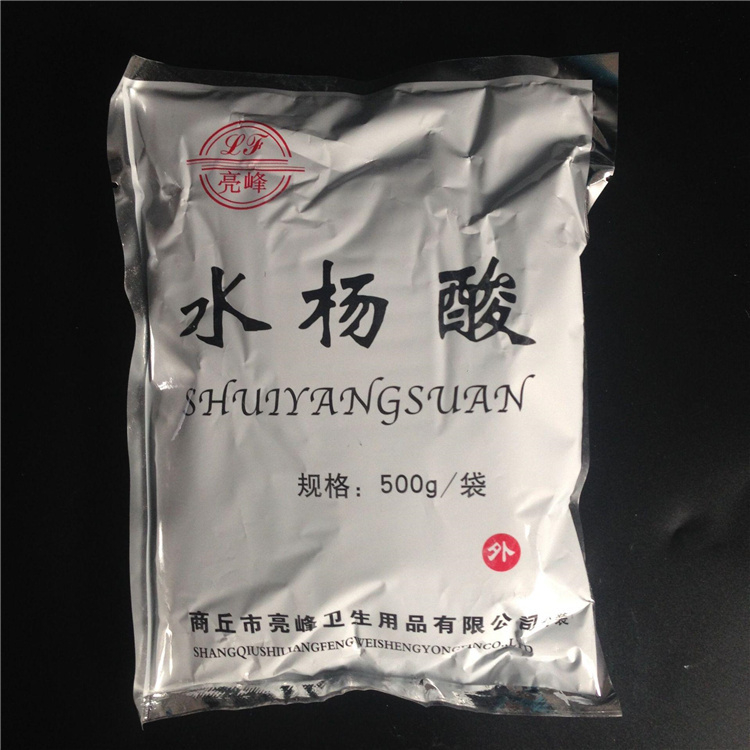 LF
亮峰
水杨酸
SHUIYANGSUAN
规格：500g/袋
外
商丘市亮峰卫生用品有限公司